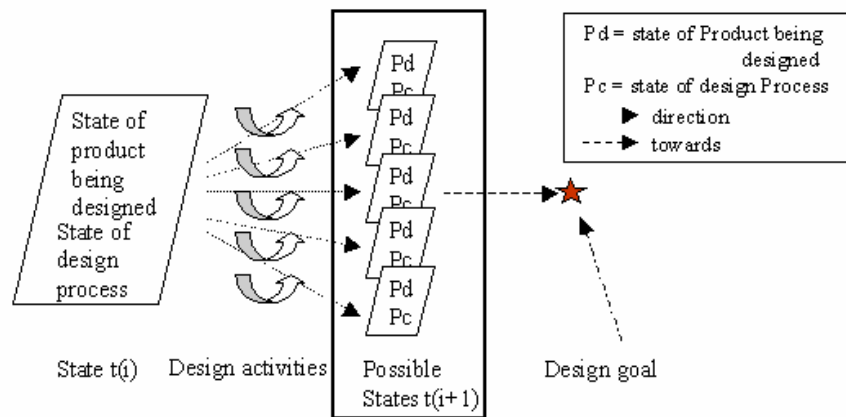 State of
product
being
designed
State of
design
process
State t(i)
Design activities
Pd
Pc
Pd
Pc
Pd
Pc
Pd
Pc
Pd
Pc
Possible
States t(i+1)
Pd = state of Product being
designed
Pc = state of design Process
direction
towards
Design goal